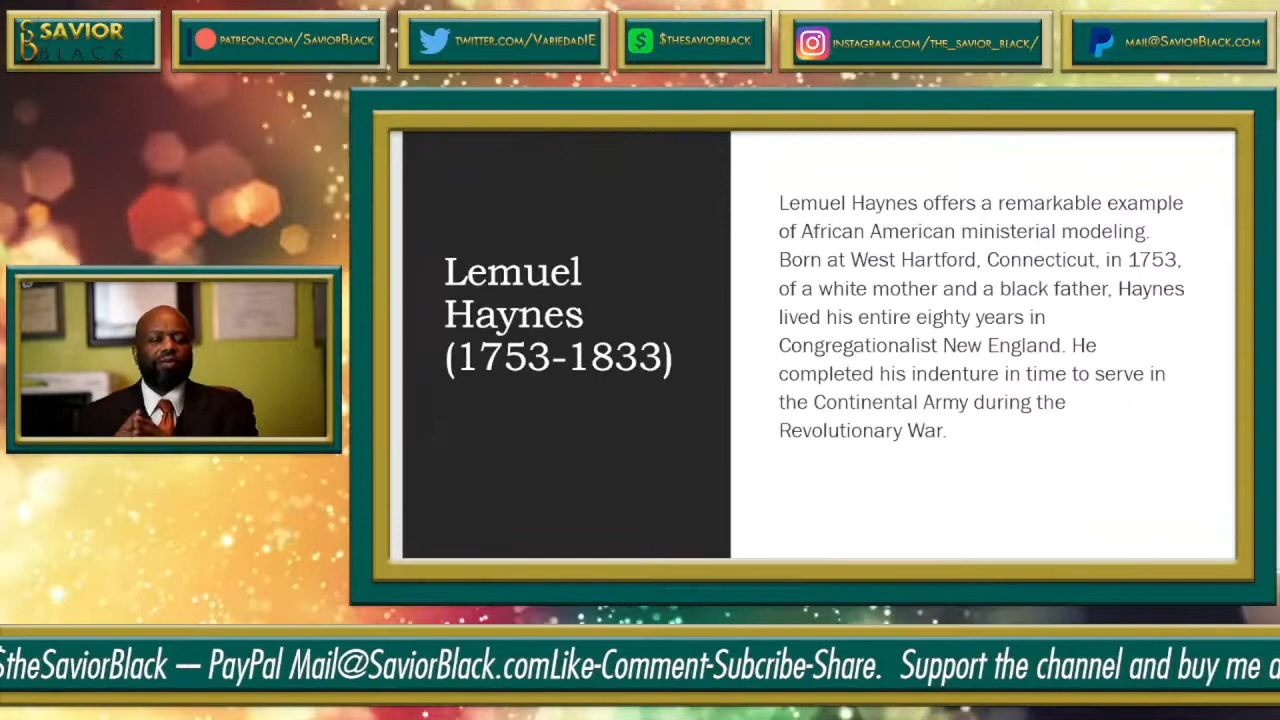 SAVIOR
BLACK
PATREON.COM/SAVIORBLACK
TWITTER.COM/VARIEDADIE
$THESAVIORBLACK
INSTAGRAM.COM/THE_SAVIOR_BLACK/
MAIL@SAVIORBLACK.COM
Lemuel
Haynes
(1753-1833)
Lemuel Haynes offers a remarkable example
of African American ministerial modeling.
Born at West Hartford, Connecticut, in 1753,
of a white mother and a black father, Haynes
lived his entire eighty years in
Congregationalist New England. He
completed his indenture in time to serve in
the Continental Army during the
Revolutionary War.
$theSaviorBlack — PayPal Mail@SaviorBlack.comLike-Comment-Subcribe-Share. Support the channel and buy me a